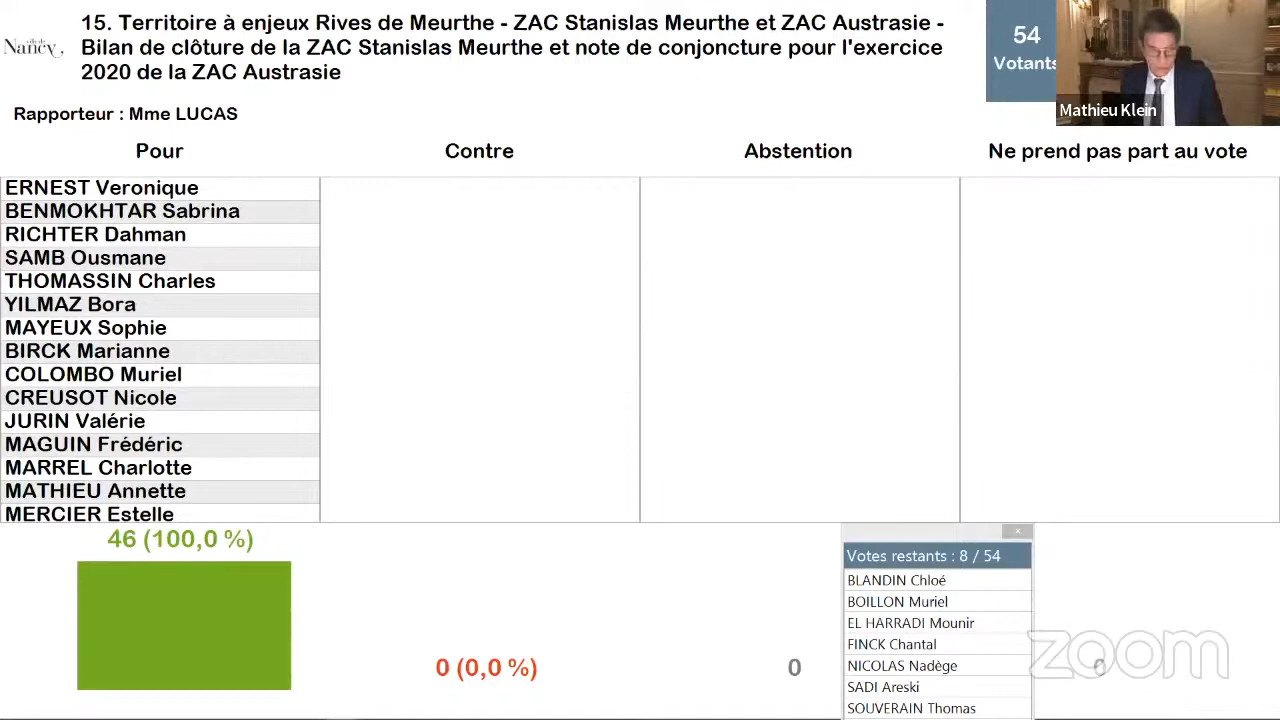 15. Territoire à enjeux Rives de Meurthe - ZAC Stanislas Meurthe et ZAC Austrasie -
Bilan de clôture de la ZAC Stanislas Meurthe et note de conjoncture pour l'exercice
2020 de la ZAC Austrasie
ville de
Nancy
54
Votants
Mathieu Klein
Rapporteur : Mme LUCAS
Pour
Contre
Abstention
Ne prend pas part au vote
ERNEST Veronique
BENMOKHTAR Sabrina
RICHTER Dahman
SAMB Ousmane
THOMASSIN Charles
YILMAZ Bora
MAYEUX Sophie
BIRCK Marianne
COLOMBO Muriel
CREUSOT Nicole
JURIN Valérie
MAGUIN Frédéric
MARREL Charlotte
MATHIEU Annette
MERCIER Estelle
46 (100,0 %)
0 (0,0 %)
0
0
Votes restants : 8 / 54
BLANDIN Chloé
BOILLON Muriel
EL HARRADI Mounir
FINCK Chantal
NICOLAS Nadège
SADI Areski
SOUVERAIN Thomas
zoom